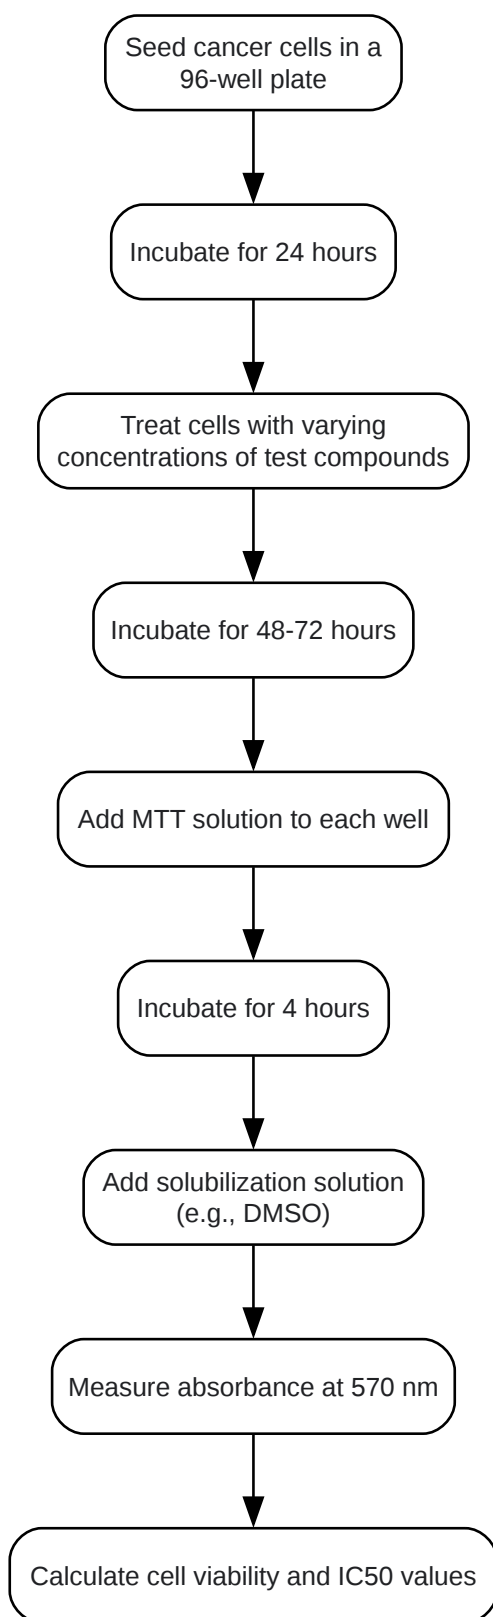 Seed cancer cells in a
96-well plate
Incubate for 24 hours
Treat cells with varying
concentrations of test compounds
Incubate for 48-72 hours
Add MTT solution to each well
Incubate for 4 hours
Add solubilization solution
(e.g., DMSO)
Measure absorbance at 570 nm
Calculate cell viability and IC50 values